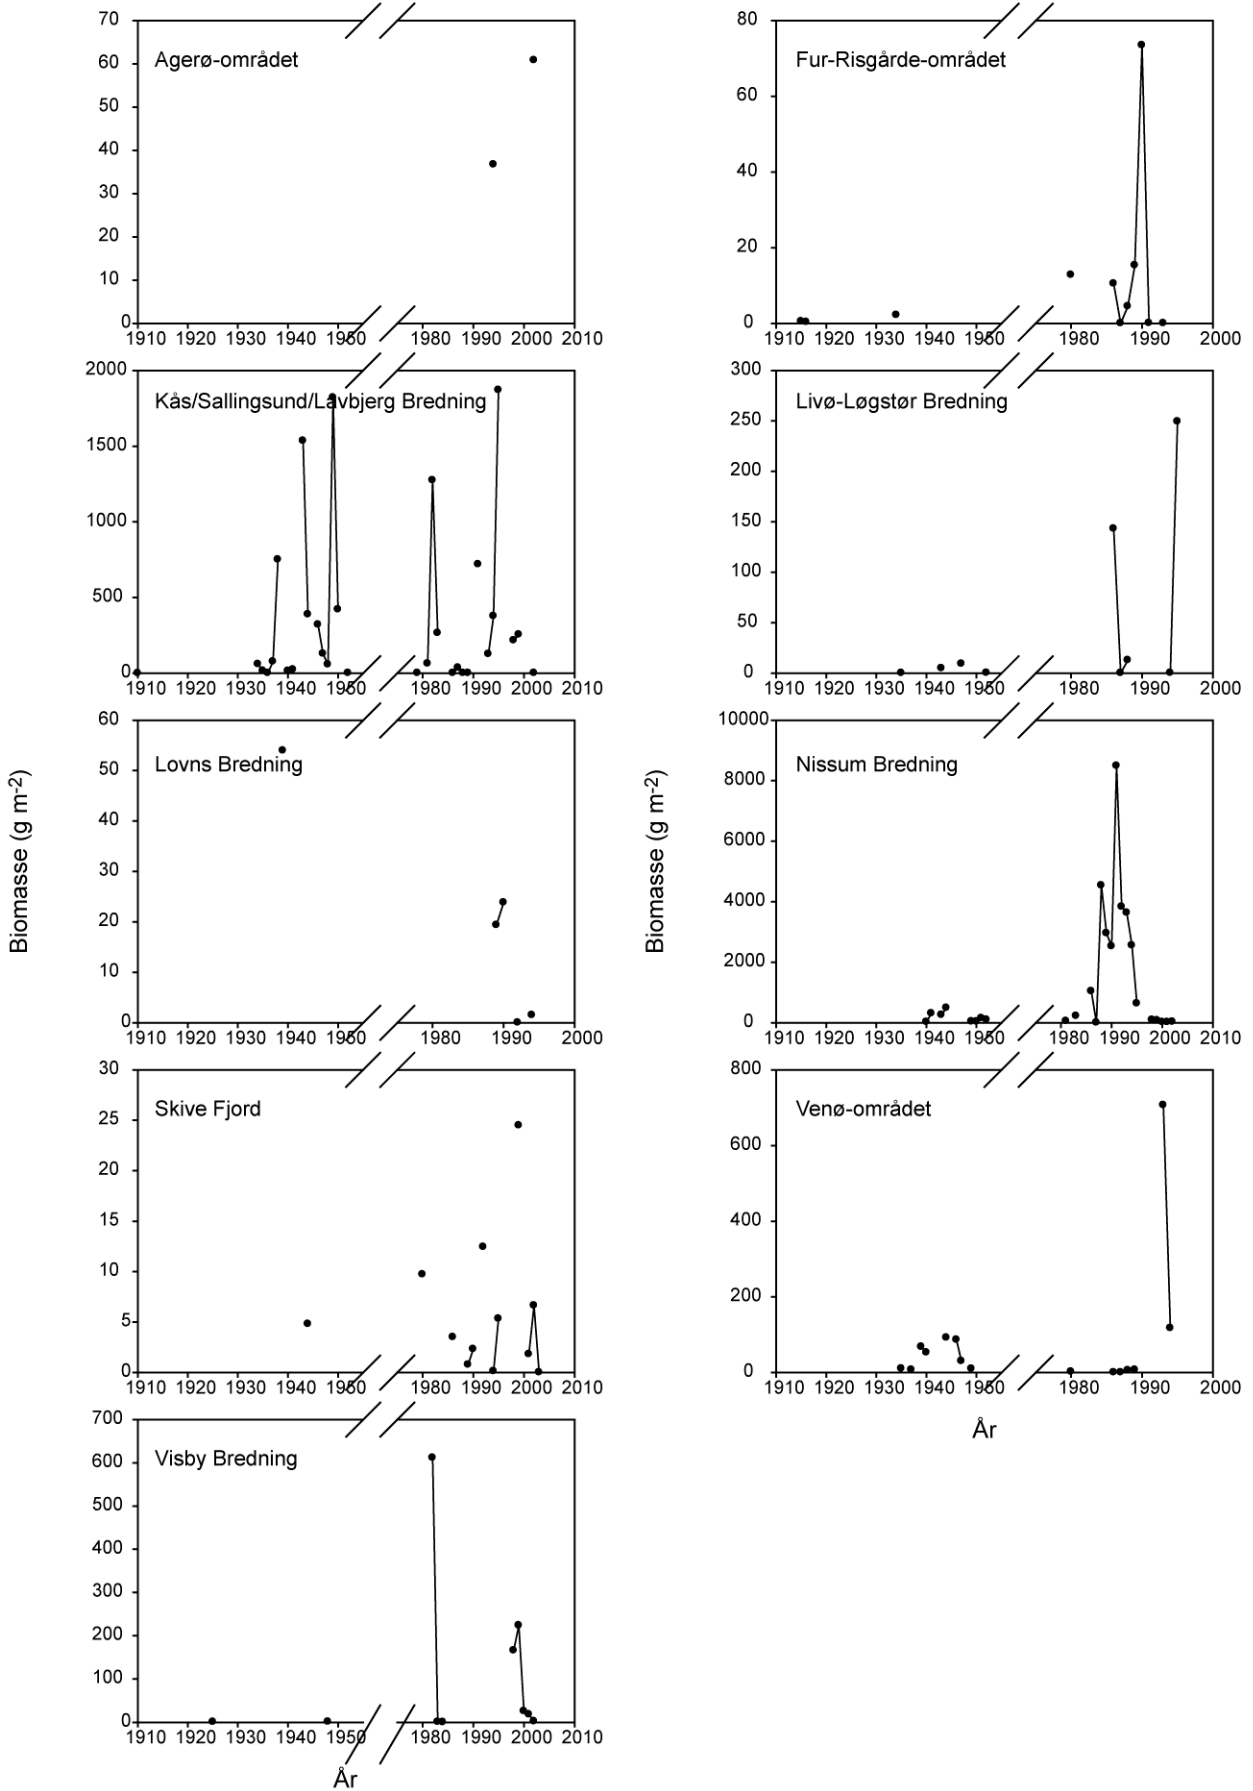 70
60
50
40
30
20
10
0
Agerø-området
1910 1920 1930 1940 1950 1980 1990 2000 2010
80
60
40
20
0
Fur-Risgårde-området
1910 1920 1930 1940 1950 1980 1990 2000
2000
1500
1000
500
0
Kås/Sallingsund/Lavbjerg Bredning
1910 1920 1930 1940 1950 1980 1990 2000 2010
300
250
200
150
100
50
0
Livø-Løgstør Bredning
1910 1920 1930 1940 1950 1980 1990 2000
Biomasse (g m-2)
60
50
40
30
20
10
0
Lovns Bredning
1910 1920 1930 1940 1950 1980 1990 2000
Biomasse (g m-2)
10000
8000
6000
4000
2000
0
Nissum Bredning
1910 1920 1930 1940 1950 1980 1990 2000 2010
30
25
20
15
10
5
0
Skive Fjord
1910 1920 1930 1940 1950 1980 1990 2000 2010
800
600
400
200
0
Venø-området
1910 1920 1930 1940 1950 1980 1990 2000
År
700
600
500
400
300
200
100
0
Visby Bredning
1910 1920 1930 1940 1950 1980 1990 2000 2010
År